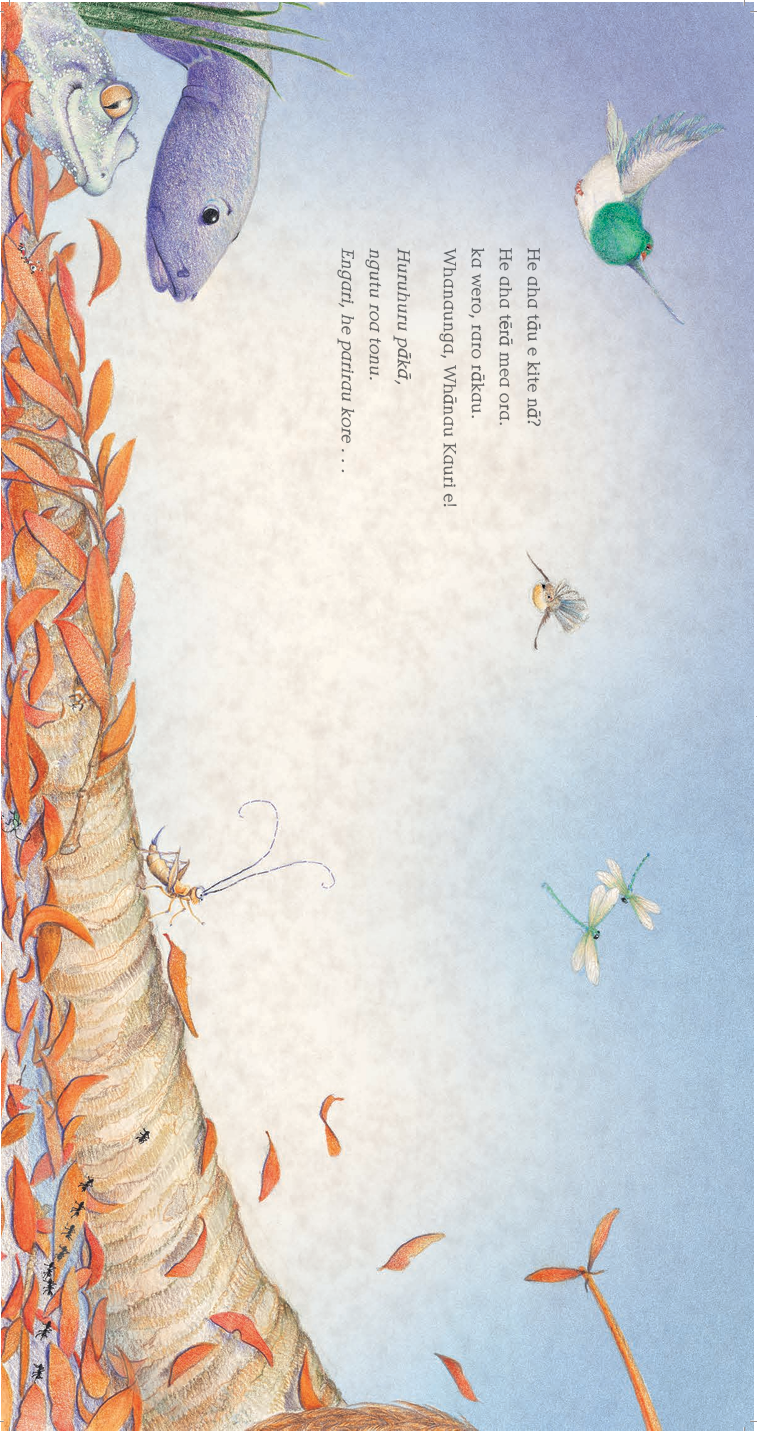 He aha tāu e kite nā?
He aha tērā mea ora.
ka wero, raro rākau.
Whanaunga, Whānau Kauri e!
Huruhuru pākā,
ngutu roa tonu.
Engari, he parirau kore . . .